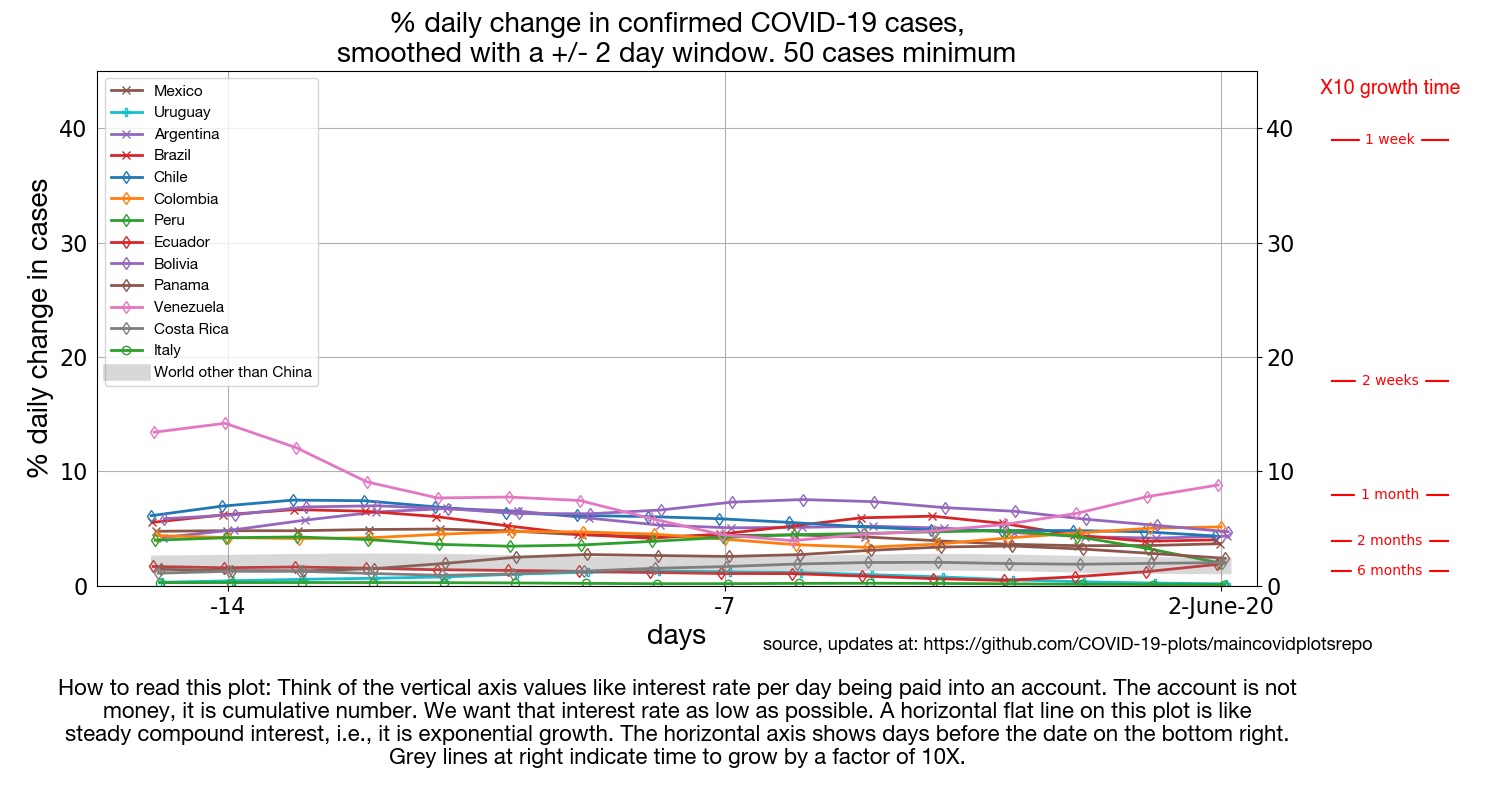 % daily change in confirmed COVID-19 cases,
smoothed with a +/- 2 day window. 50 cases minimum
X10 growth time
% daily change in cases
40
30
20
10
0
Mexico
Uruguay
Argentina
Brazil
Chile
Colombia
Peru
Ecuador
Bolivia
Panama
Venezuela
Costa Rica
Italy
World other than China
40
30
20
10
0
1 week
2 weeks
1 month
2 months
6 months
-14
-7
2-June-20
days
source, updates at: https://github.com/COVID-19-plots/maincovidplotsrepo
How to read this plot: Think of the vertical axis values like interest rate per day being paid into an account. The account is not
money, it is cumulative number. We want that interest rate as low as possible. A horizontal flat line on this plot is like
steady compound interest, i.e., it is exponential growth. The horizontal axis shows days before the date on the bottom right.
Grey lines at right indicate time to grow by a factor of 10X.